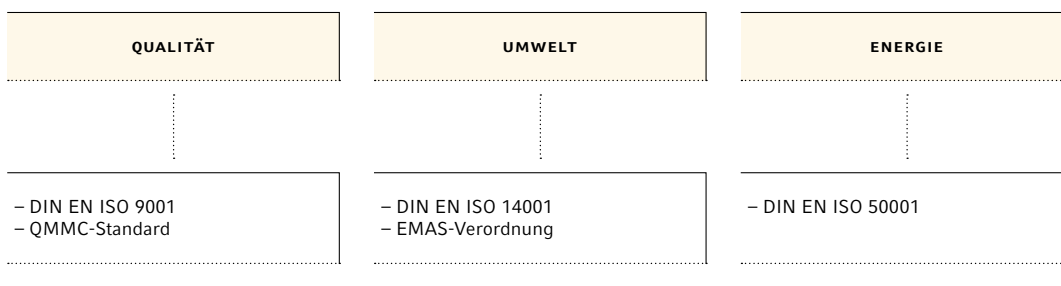 QUALITÄT
UMWELT
ENERGIE
– DIN EN ISO 9001
– QMMC-Standard
– DIN EN ISO 14001
– EMAS-Verordnung
– DIN EN ISO 50001